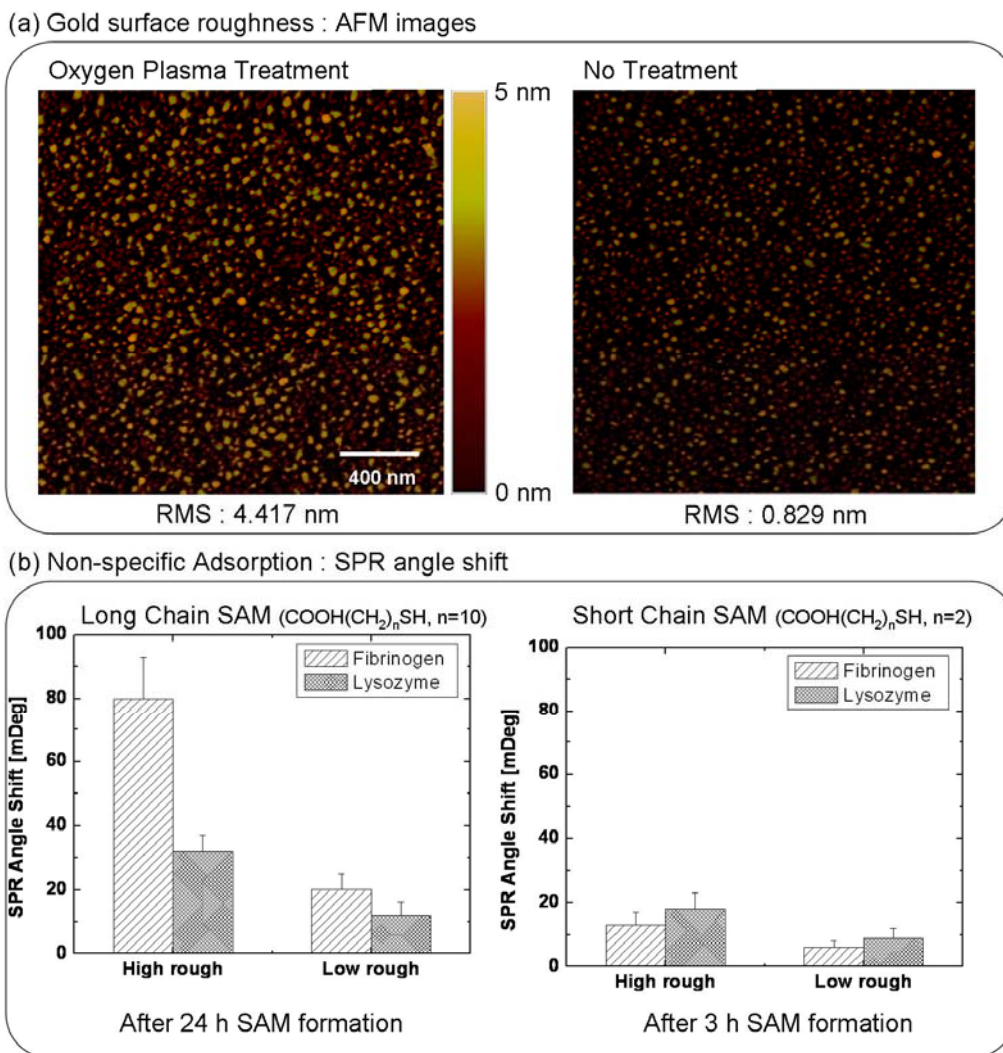 (a) Gold surface roughness : AFM images
Oxygen Plasma Treatment
No Treatment
5 nm
400 nm
0 nm
RMS : 4.417 nm
RMS : 0.829 nm
(b) Non-specific Adsorption : SPR angle shift
Long Chain SAM (COOH(CH2)nSH, n=10)
100
80
60
40
20
0
SPR Angle Shift [mDeg]
Fibrinogen
Lysozyme
High rough
Low rough
After 24 h SAM formation
Short Chain SAM (COOH(CH2)nSH, n=2)
100
80
60
40
20
0
SPR Angle Shift [mDeg]
Fibrinogen
Lysozyme
High rough
Low rough
After 3 h SAM formation